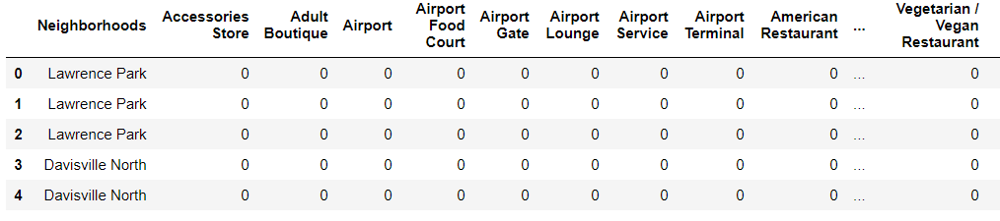 Neighborhoods Accessories Store Adult Boutique Airport Airport Food Court Airport Gate Airport Lounge Airport Service Airport Terminal American Restaurant ... Vegetarian / Vegan Restaurant
0 Lawrence Park 0 0 0 0 0 0 0 0 0 ... 0
1 Lawrence Park 0 0 0 0 0 0 0 0 0 ... 0
2 Lawrence Park 0 0 0 0 0 0 0 0 0 ... 0
3 Davisville North 0 0 0 0 0 0 0 0 0 ... 0
4 Davisville North 0 0 0 0 0 0 0 0 0 ... 0